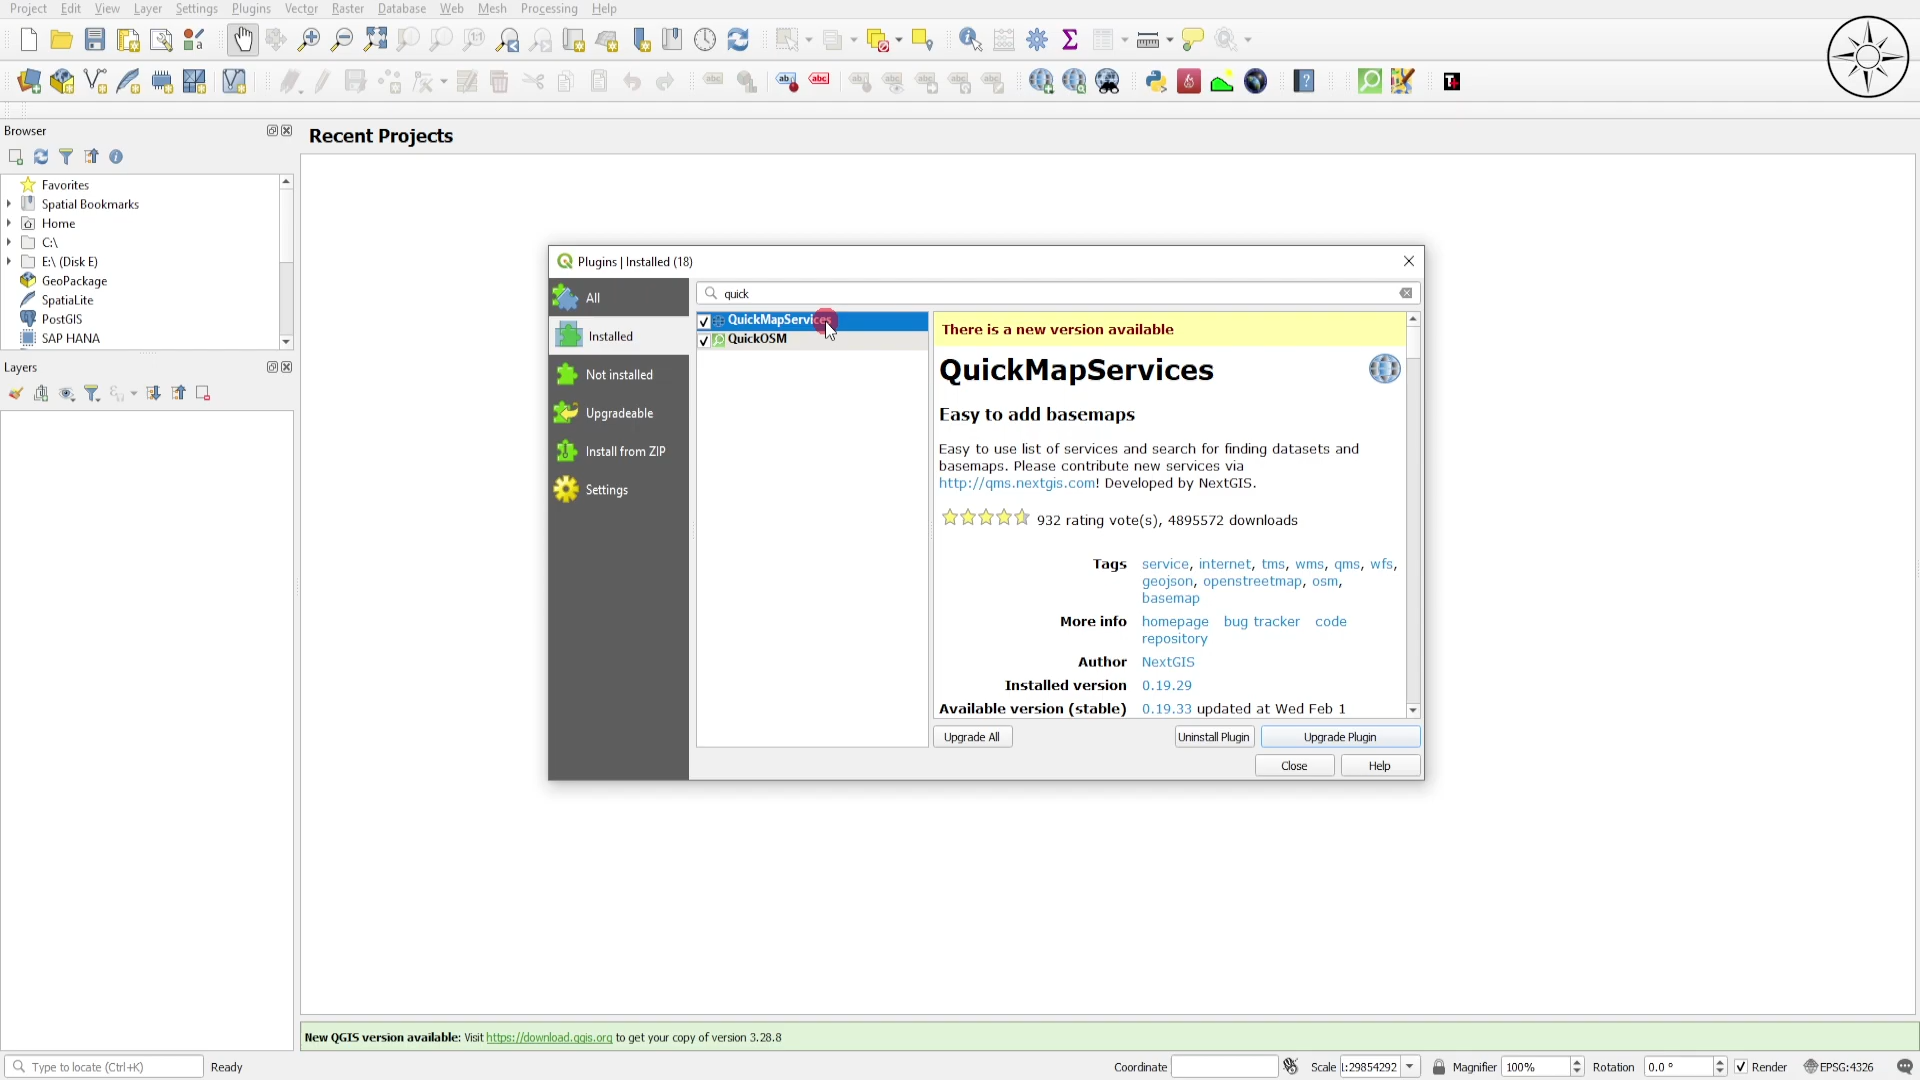 Project Edit View Layer Settings Plugins Vector Raster Database Web Mesh Processing Help
Browser
Recent Projects
Favorites
Spatial Bookmarks
Home
C:\
E:\ (Disk E)
GeoPackage
SpatiaLite
PostGIS
SAP HANA
Layers
Plugins | Installed (18)
All
Installed
Not installed
Upgradeable
Install from ZIP
Settings
quick
QuickMapServices
QuickOSM
There is a new version available
QuickMapServices
Easy to add basemaps
Easy to use list of services and search for finding datasets and
basemaps. Please contribute new services via
http://qms.nextgis.com! Developed by NextGIS.
932 rating vote(s), 4895572 downloads
Tags service, internet, tms, wms, qms, wfs,
geojson, openstreetmap, osm,
basemap
More info homepage bug tracker code
repository
Author NextGIS
Installed version 0.19.29
Available version (stable) 0.19.33 updated at Wed Feb 1
Upgrade All Uninstall Plugin Upgrade Plugin
Close Help
New QGIS version available: Visit https://download.qgis.org to get your copy of version 3.28.8
Type to locate (Ctrl+K) Ready Coordinate Scale 1:29854292 Magnifier 100% Rotation 0.0 ° Render EPSG:4326